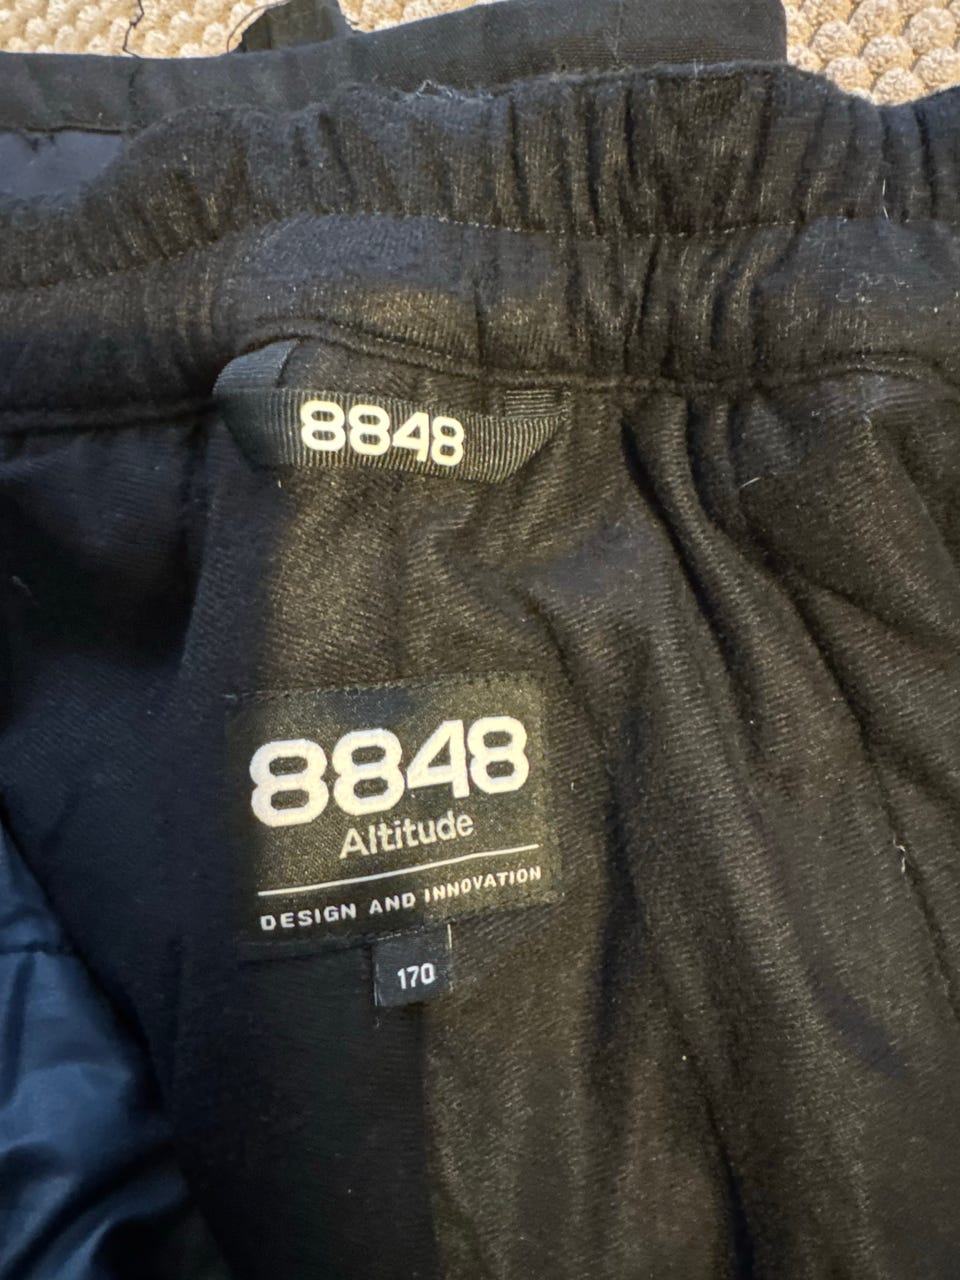 8848
8848
Altitude
DESIGN AND INNOVATION
170